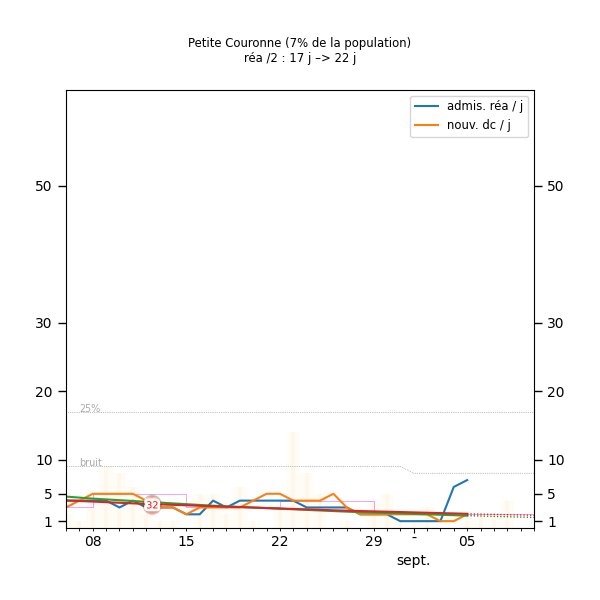 Petite Couronne (7% de la population)
réa /2 : 17 j –> 22 j
admis. réa / j
nouv. dc / j
50 50
30 30
20 20
25%
10 10
bruit
5 5
32
1 1
08 15 22 29 - 05
sept.